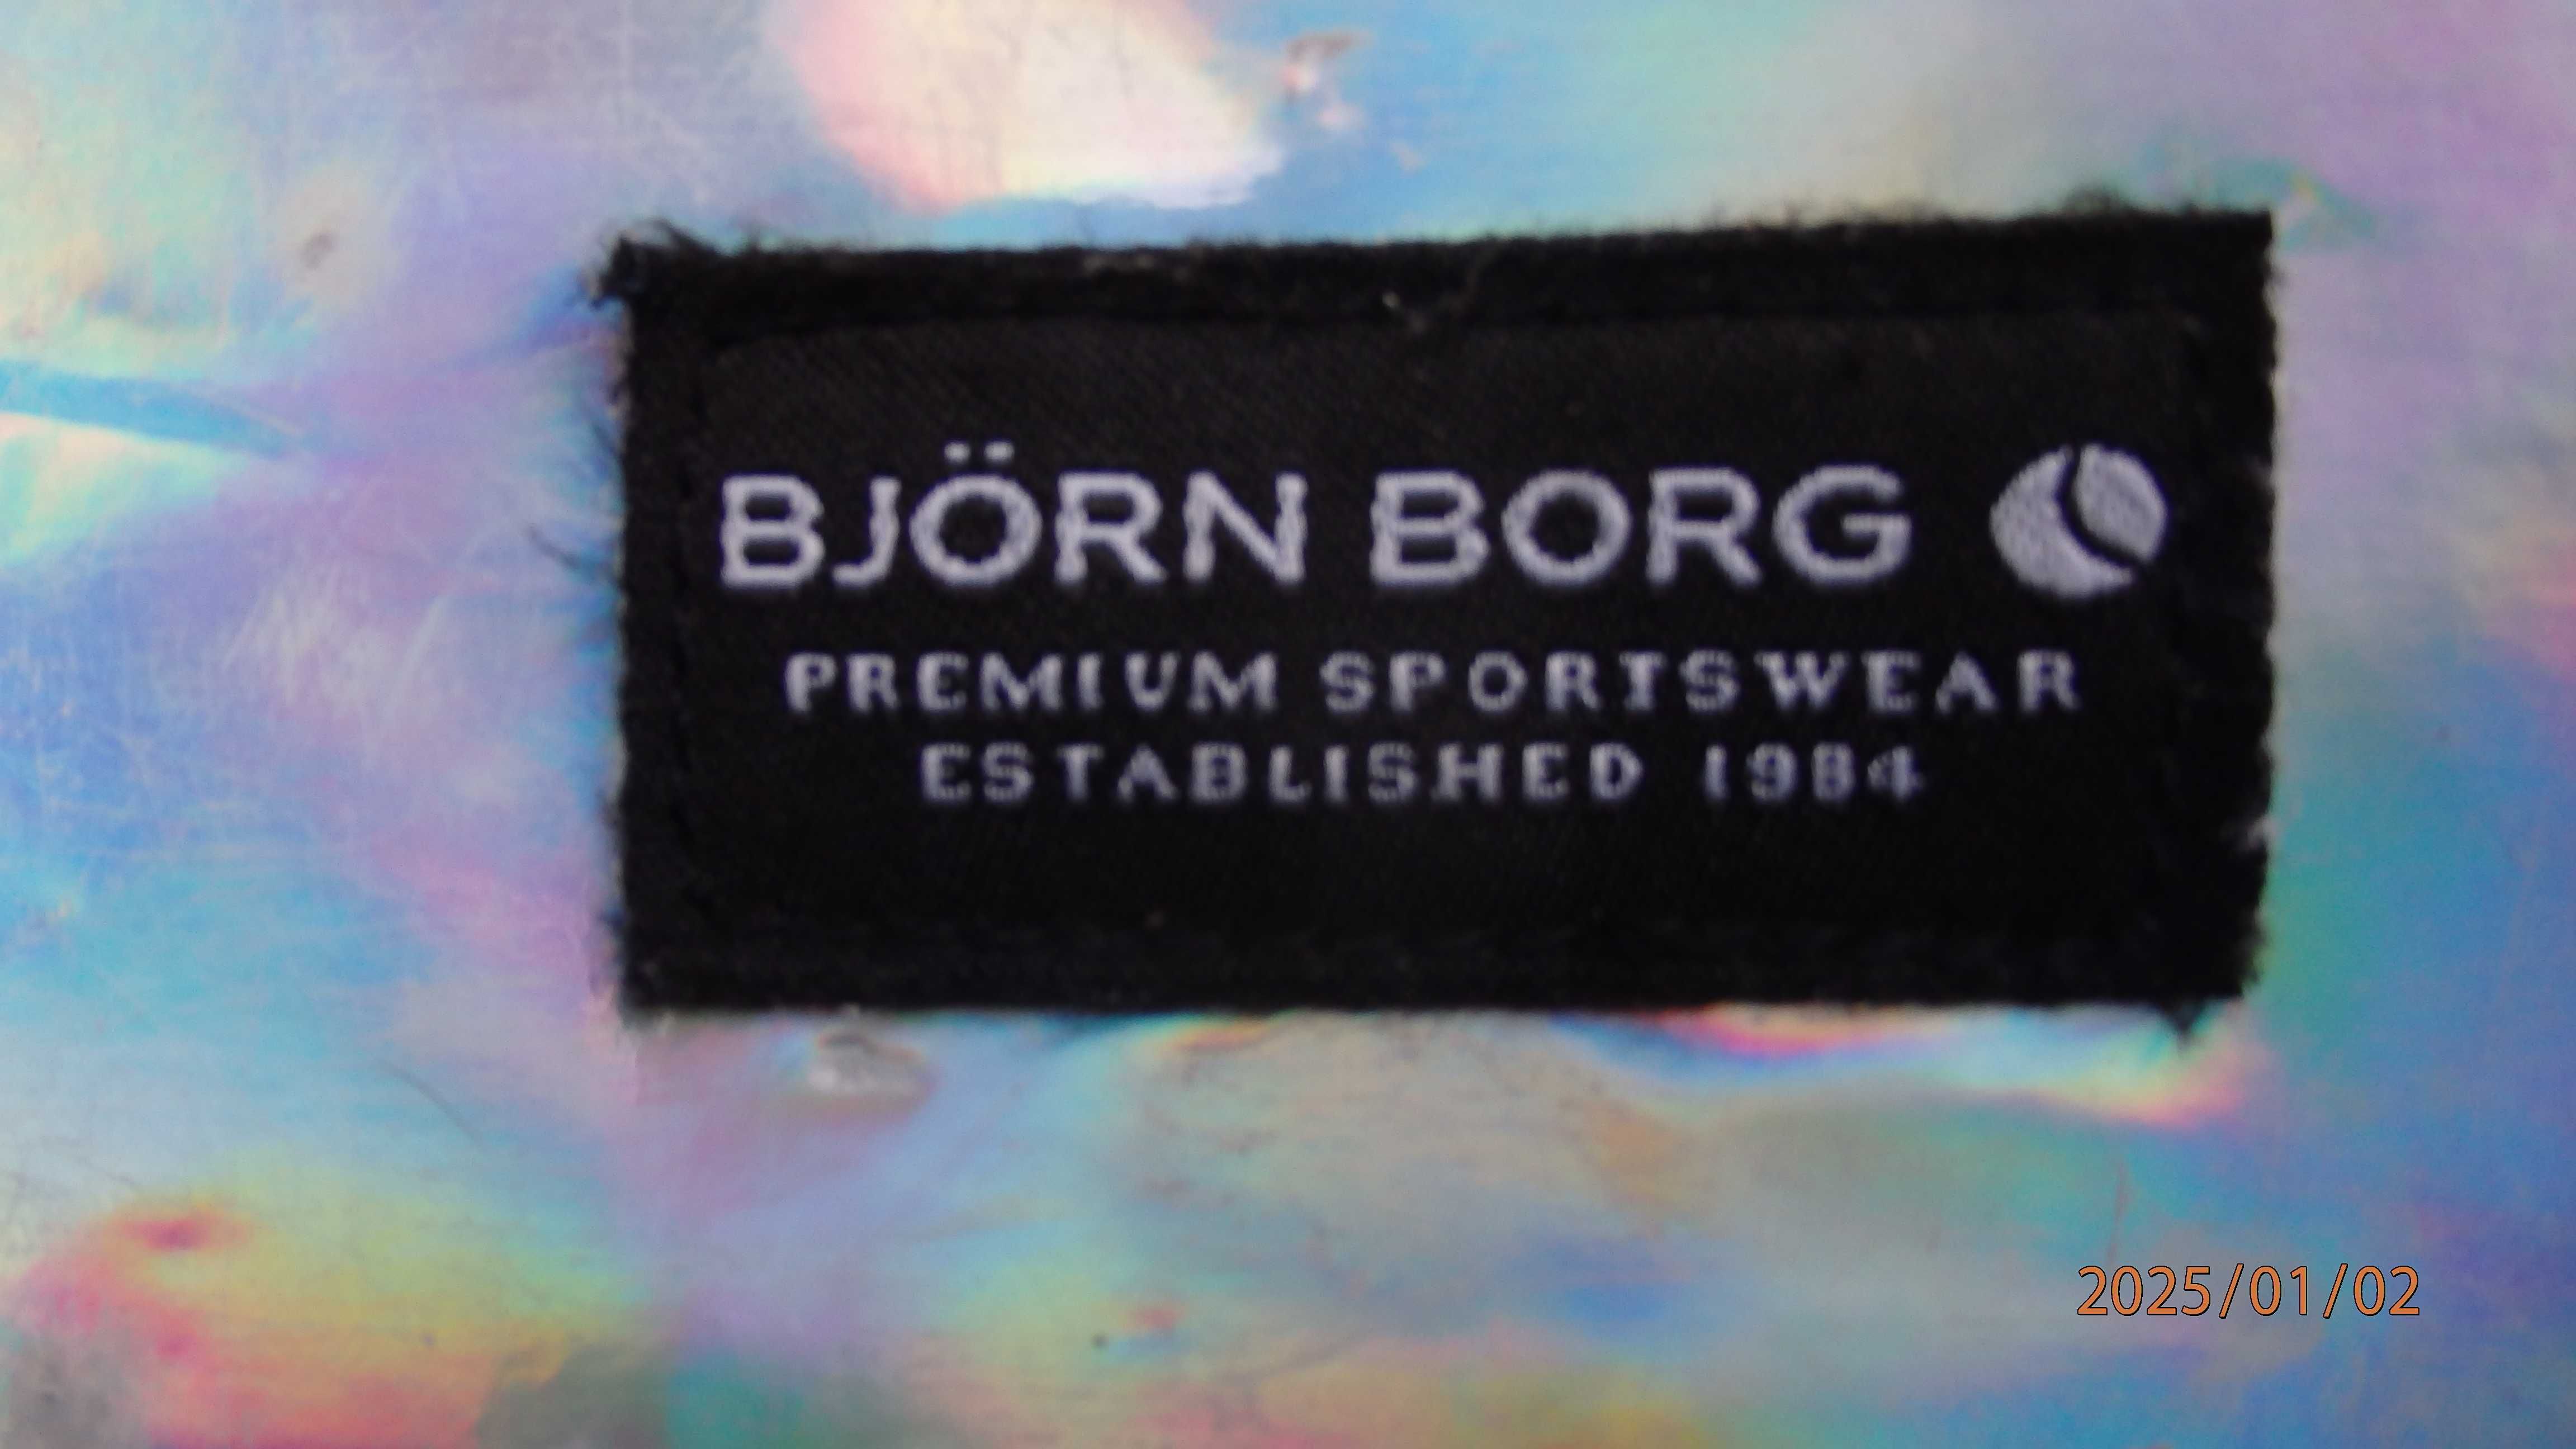 BJÖRN BORG
PREMIUM SPORTSWEAR
ESTABLISHED 1984
2025/01/02